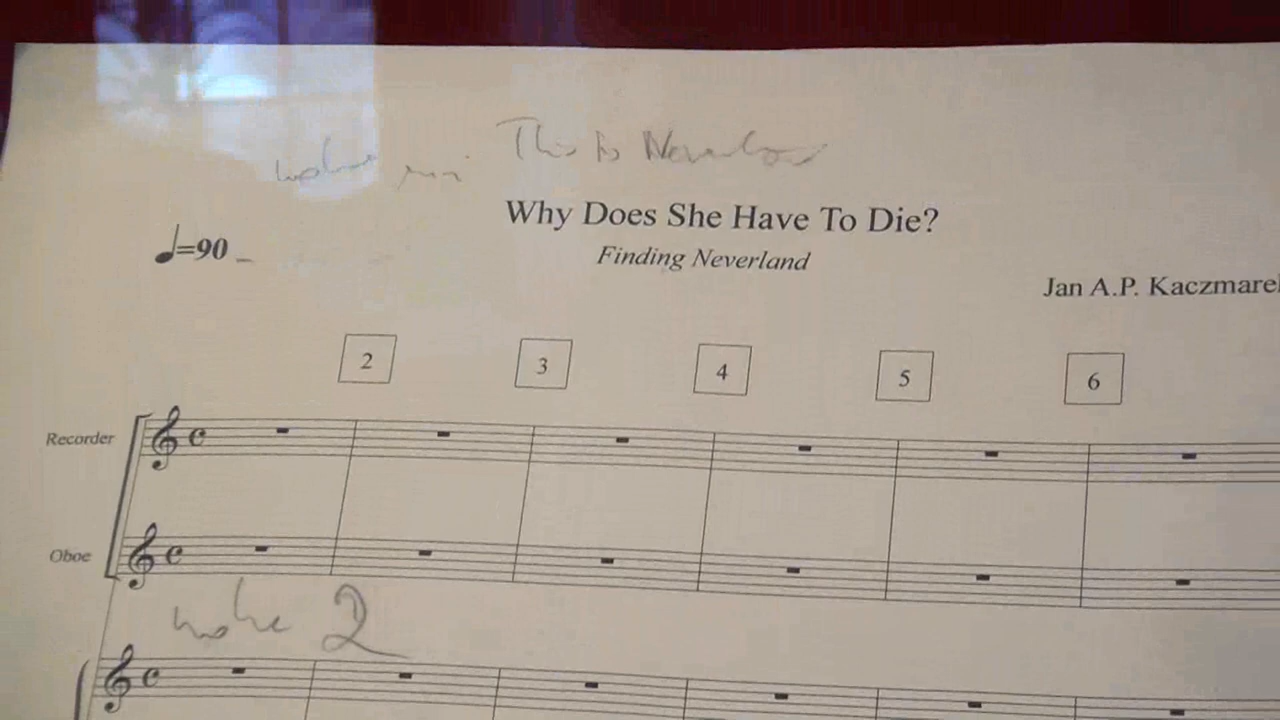 This Is Neverland
Why Does She Have To Die?
Finding Neverland
=90
Jan A.P. Kaczmarek
2 3 4 5 6
Recorder
Oboe
2